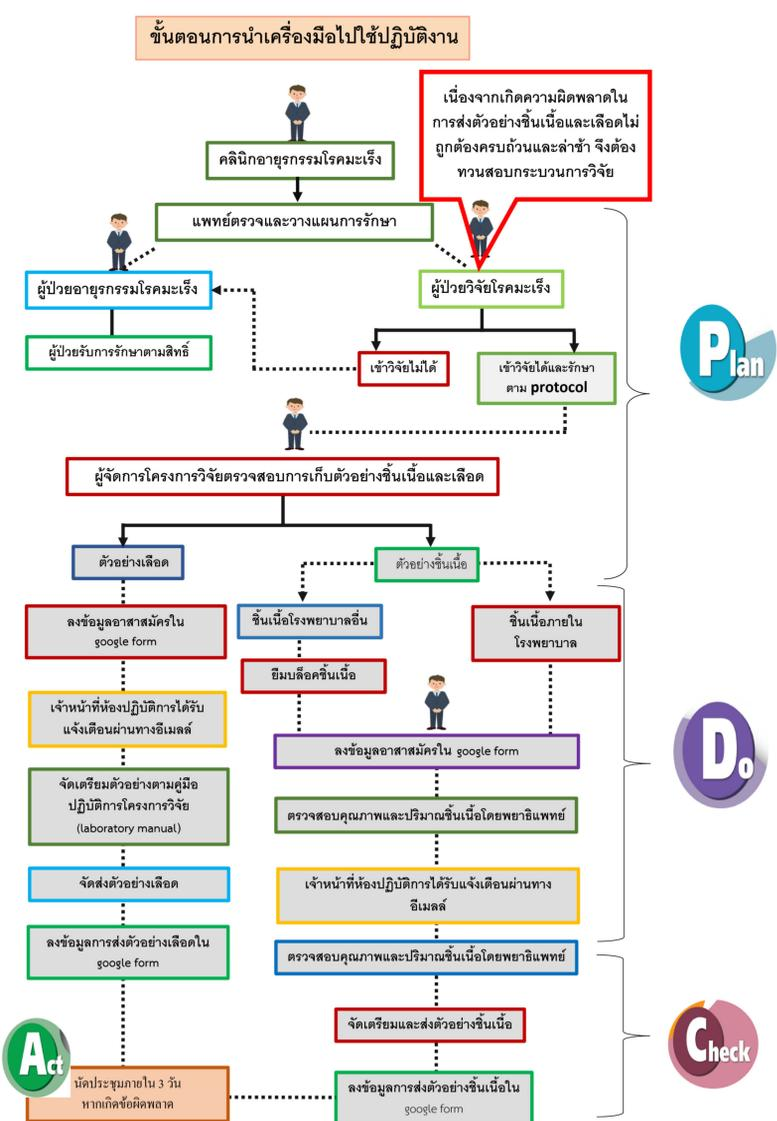 ขั้นตอนการนำเครื่องมือไปใช้ปฏิบัติงาน
เนื่องจากเกิดความผิดพลาดใน
การส่งตัวอย่างชิ้นเนื้อและเลือดไม่
ถูกต้องครบถ้วนและล่าช้า จึงต้อง
ทวนสอบกระบวนการวิจัย
คลินิกอายุรกรรมโรคมะเร็ง
แพทย์ตรวจและวางแผนการรักษา
ผู้ป่วยอายุรกรรมโรคมะเร็ง
ผู้ป่วยวิจัยโรคมะเร็ง
ผู้ป่วยรับการรักษาตามสิทธิ์
เข้าวิจัยไม่ได้
เข้าวิจัยได้และรักษา
ตาม protocol
Plan
ผู้จัดการโครงการวิจัยตรวจสอบการเก็บตัวอย่างชิ้นเนื้อและเลือด
ตัวอย่างเลือด
ตัวอย่างชิ้นเนื้อ
ลงข้อมูลอาสาสมัครใน
google form
ชิ้นเนื้อโรงพยาบาลอื่น
ชิ้นเนื้อภายใน
โรงพยาบาล
ยืมบล็อคชิ้นเนื้อ
เจ้าหน้าที่ห้องปฏิบัติการได้รับ
แจ้งเตือนผ่านทางอีเมลล์
ลงข้อมูลอาสาสมัครใน google form
Do
จัดเตรียมตัวอย่างตามคู่มือ
ปฏิบัติการโครงการวิจัย
(laboratory manual)
ตรวจสอบคุณภาพและปริมาณชิ้นเนื้อโดยพยาธิแพทย์
จัดส่งตัวอย่างเลือด
เจ้าหน้าที่ห้องปฏิบัติการได้รับแจ้งเตือนผ่านทาง
อีเมลล์
ลงข้อมูลการส่งตัวอย่างเลือดใน
google form
ตรวจสอบคุณภาพและปริมาณชิ้นเนื้อโดยพยาธิแพทย์
จัดเตรียมและส่งตัวอย่างชิ้นเนื้อ
Check
Act
นัดประชุมภายใน 3 วัน
หากเกิดข้อผิดพลาด
ลงข้อมูลการส่งตัวอย่างชิ้นเนื้อใน
google form